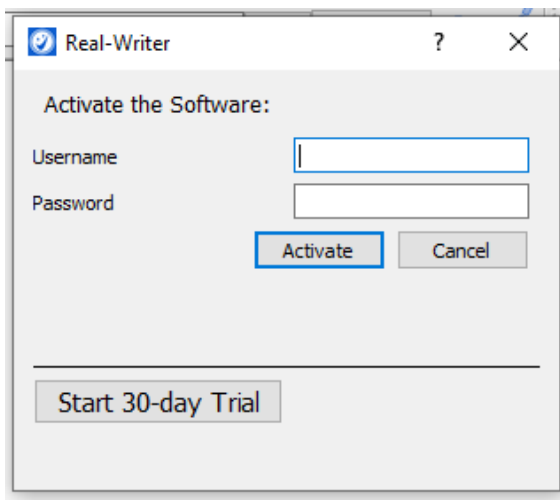 Real-Writer ? X
Activate the Software:
Username
Password
Activate Cancel
Start 30-day Trial